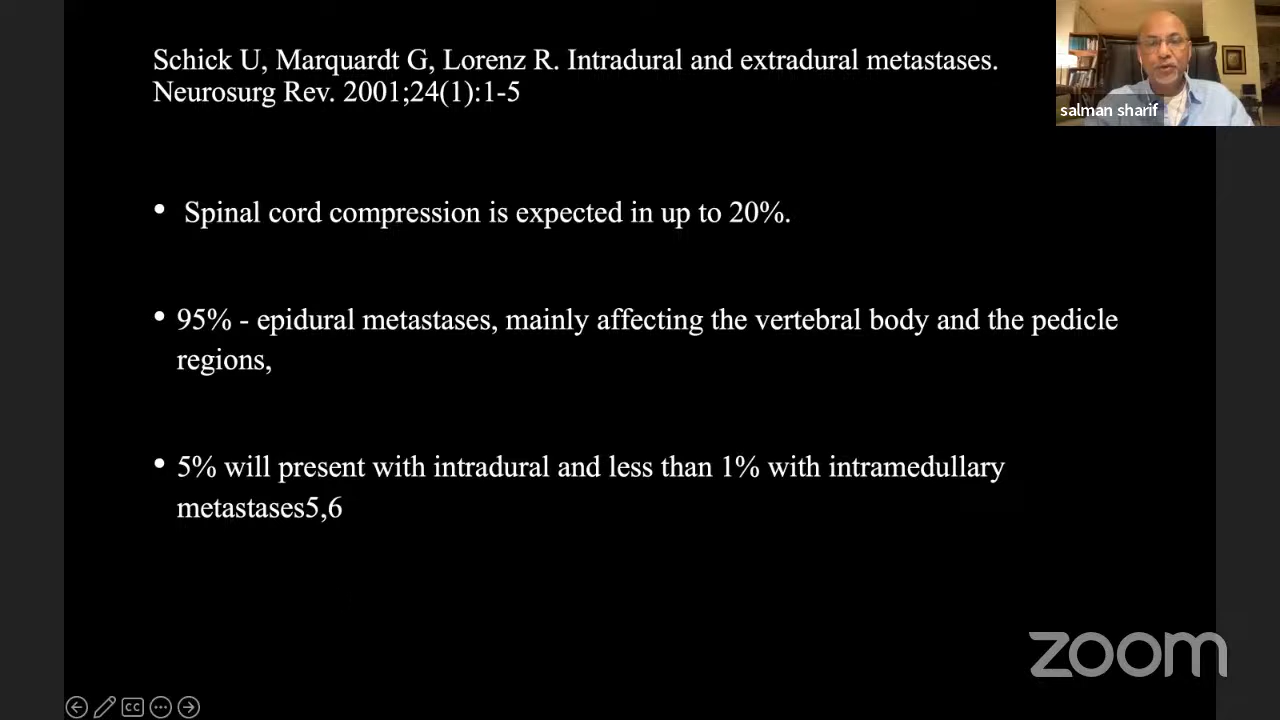 Schick U, Marquardt G, Lorenz R. Intradural and extradural metastases.
Neurosurg Rev. 2001;24(1):1-5
salman sharif
• Spinal cord compression is expected in up to 20%.
• 95% - epidural metastases, mainly affecting the vertebral body and the pedicle
regions,
• 5% will present with intradural and less than 1% with intramedullary
metastases5,6
zoom
CC